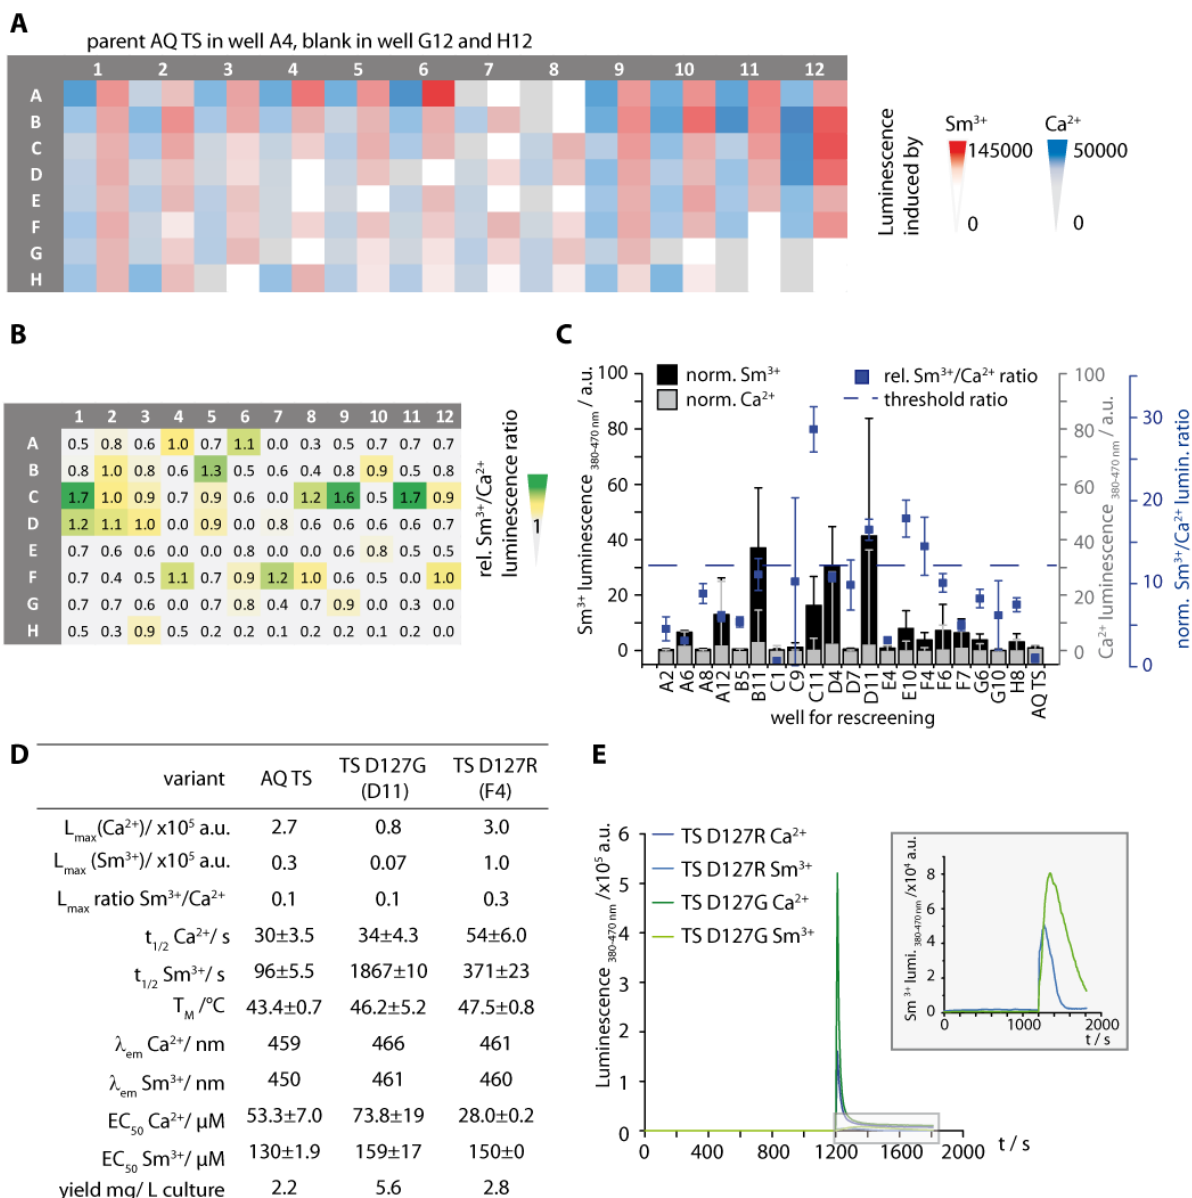 A
parent AQ TS in well A4, blank in well G12 and H12
1 2 3 4 5 6 7 8 9 10 11 12
A
B
C
D
E
F
G
H
Luminescence
induced by
Sm³⁺ Ca²⁺
145000 50000
0 0
B
1 2 3 4 5 6 7 8 9 10 11 12
A 0.5 0.8 0.6 1.0 0.7 1.1 0.0 0.3 0.5 0.7 0.7 0.7
B 0.8 1.0 0.8 0.6 1.3 0.5 0.6 0.4 0.8 0.9 0.5 0.8
C 1.7 1.0 0.9 0.7 0.9 0.6 0.0 1.2 1.6 0.5 1.7 0.9
D 1.2 1.1 1.0 0.0 0.9 0.0 0.8 0.6 0.6 0.6 0.6 0.7
E 0.7 0.6 0.6 0.0 0.0 0.8 0.0 0.0 0.6 0.8 0.5 0.5
F 0.7 0.4 0.5 1.1 0.7 0.9 1.2 1.0 0.6 0.5 0.0 1.0
G 0.7 0.7 0.6 0.0 0.7 0.8 0.4 0.7 0.9 0.0 0.3 0.0
H 0.5 0.3 0.9 0.5 0.2 0.2 0.1 0.2 0.2 0.1 0.2 0.0
rel. Sm³⁺/Ca²⁺
luminescence ratio
1
C
norm. Sm³⁺
norm. Ca²⁺
rel. Sm³⁺/Ca²⁺ ratio
threshold ratio
Sm³⁺ luminescence 380-470 nm / a.u.
100
80
60
40
20
0
Ca²⁺ luminescence 380-470 nm / a.u.
100
80
60
40
20
0
norm. Sm³⁺/Ca²⁺ lumin. ratio
30
20
10
0
A2 A6 A8 A12 B5 B11 C1 C9 C11 D4 D7 D11 E4 E10 F4 F6 F7 G6 G10 H8 AQ TS
well for rescreening
D
variant AQ TS TS D127G (D11) TS D127R (F4)
Lmax(Ca²⁺)/ x10⁵ a.u. 2.7 0.8 3.0
Lmax (Sm³⁺)/ x10⁵ a.u. 0.3 0.07 1.0
Lmax ratio Sm³⁺/Ca²⁺ 0.1 0.1 0.3
t1/2 Ca²⁺/ s 30±3.5 34±4.3 54±6.0
t1/2 Sm³⁺/ s 96±5.5 1867±10 371±23
TM /°C 43.4±0.7 46.2±5.2 47.5±0.8
λem Ca²⁺/ nm 459 466 461
λem Sm³⁺/ nm 450 461 460
EC50 Ca²⁺/ µM 53.3±7.0 73.8±19 28.0±0.2
EC50 Sm³⁺/ µM 130±1.9 159±17 150±0
yield mg/ L culture 2.2 5.6 2.8
E
Luminescence 380-470 nm /x10⁵ a.u.
6
5
4
3
2
1
0
TS D127R Ca²⁺
TS D127R Sm³⁺
TS D127G Ca²⁺
TS D127G Sm³⁺
0 400 800 1200 1600 2000 t / s
Sm³⁺ lumi. 380-470 nm /x10⁴ a.u.
8
6
4
2
0
0 1000 2000
t / s